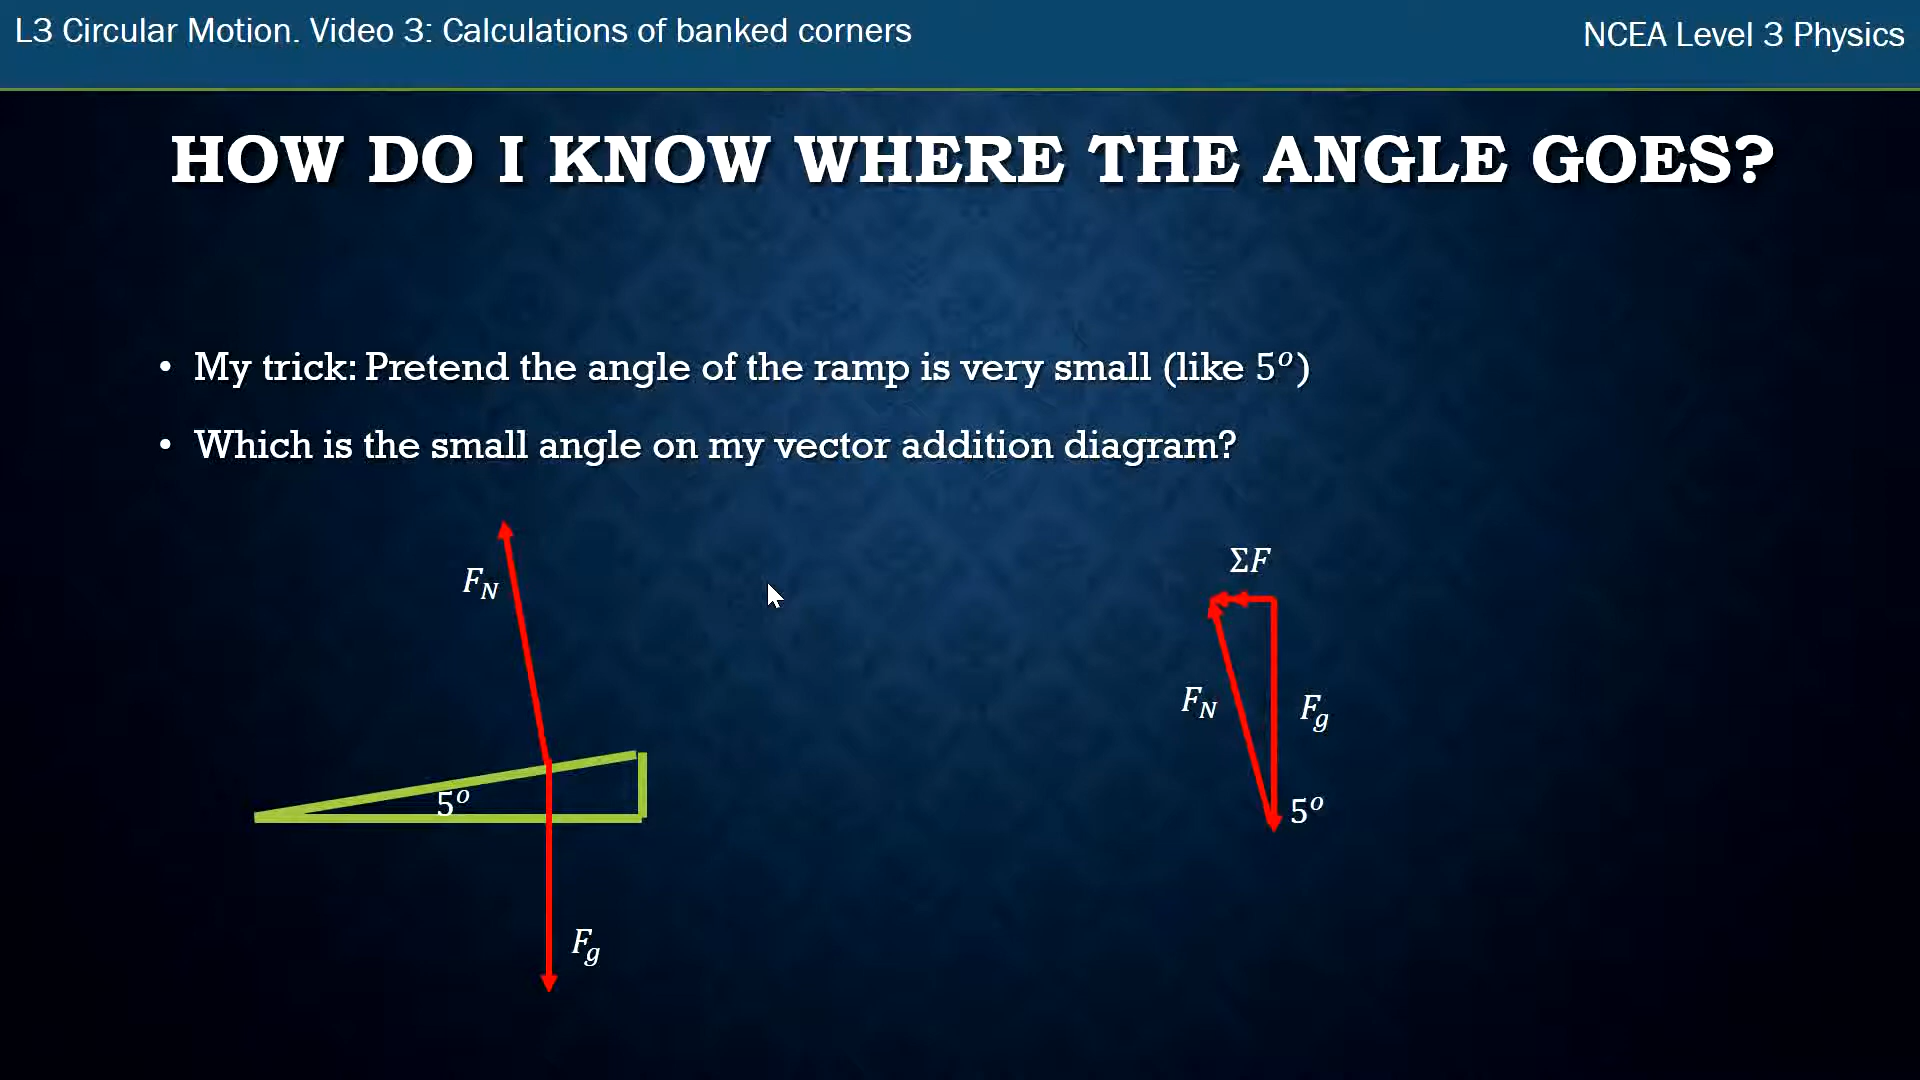 L3 Circular Motion. Video 3: Calculations of banked corners
NCEA Level 3 Physics
HOW DO I KNOW WHERE THE ANGLE GOES?
• My trick: Pretend the angle of the ramp is very small (like 5°)
• Which is the small angle on my vector addition diagram?
F_N
5°
F_g
ΣF
F_N
F_g
5°